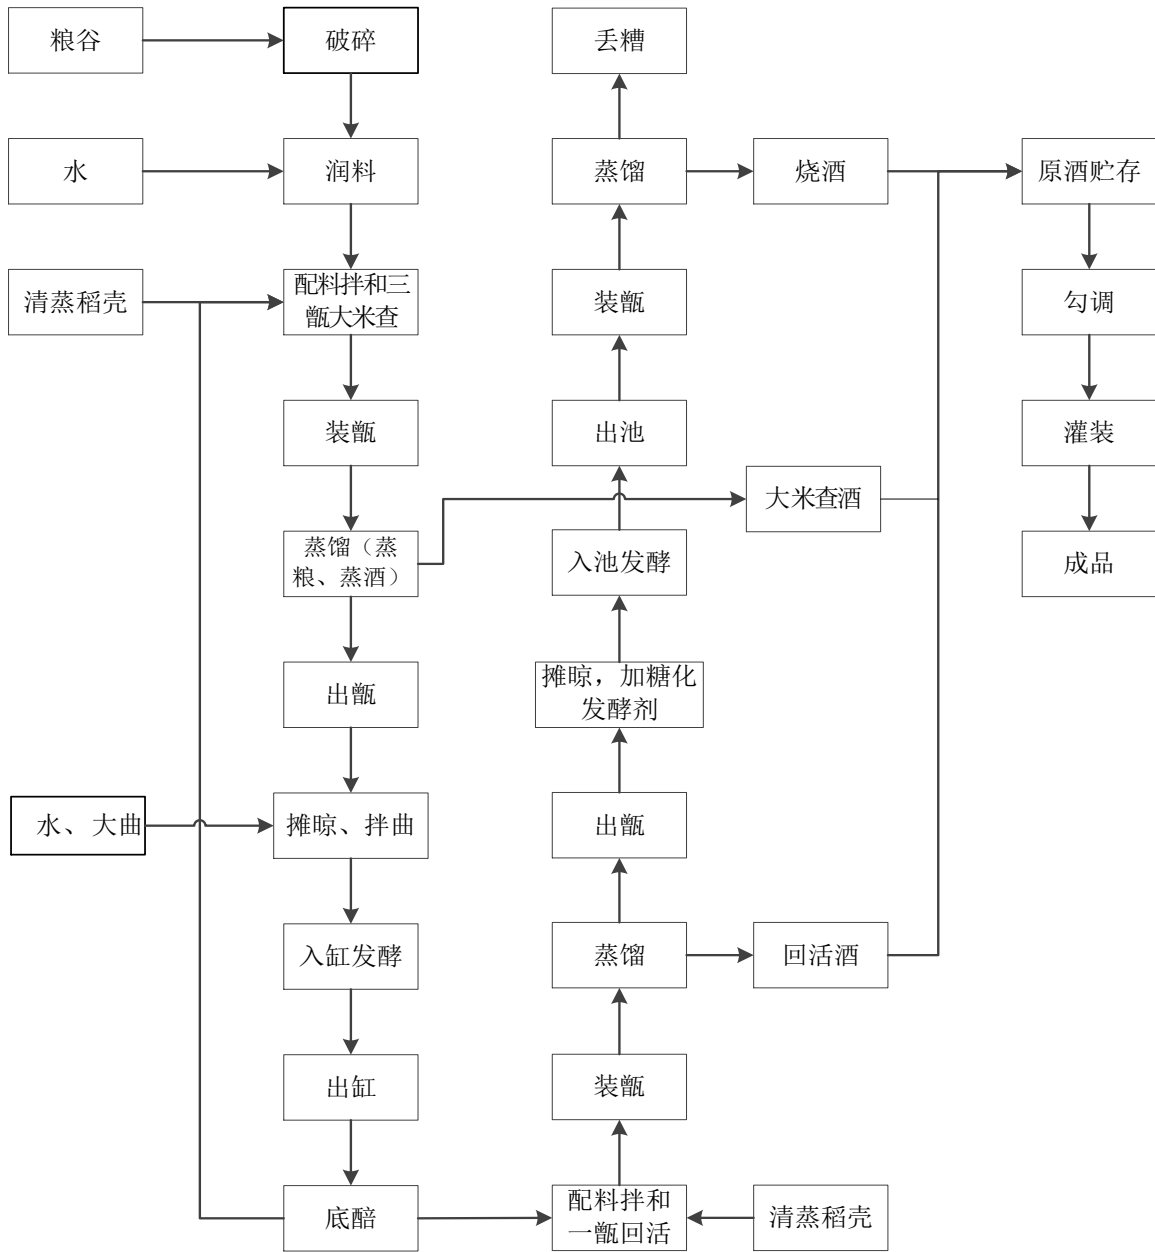 粮谷
破碎
丢糟
水
润料
蒸馏
烧酒
原酒贮存
清蒸稻壳
配料拌和三
甑大米查
装甑
勾调
装甑
出池
灌装
大米查酒
蒸馏（蒸
粮、蒸酒）
入池发酵
成品
出甑
摊晾，加糖化
发酵剂
水、大曲
摊晾、拌曲
出甑
入缸发酵
蒸馏
回活酒
出缸
装甑
底醅
配料拌和
一甑回活
清蒸稻壳